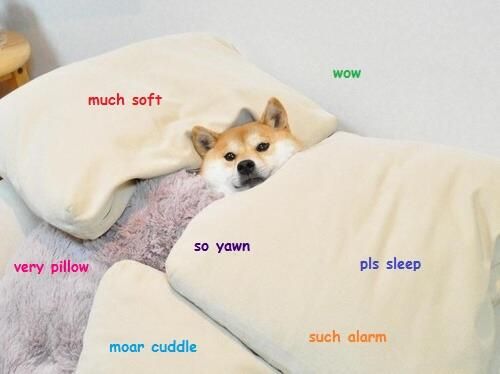 wow
much soft
so yawn
very pillow
pls sleep
such alarm
moar cuddle